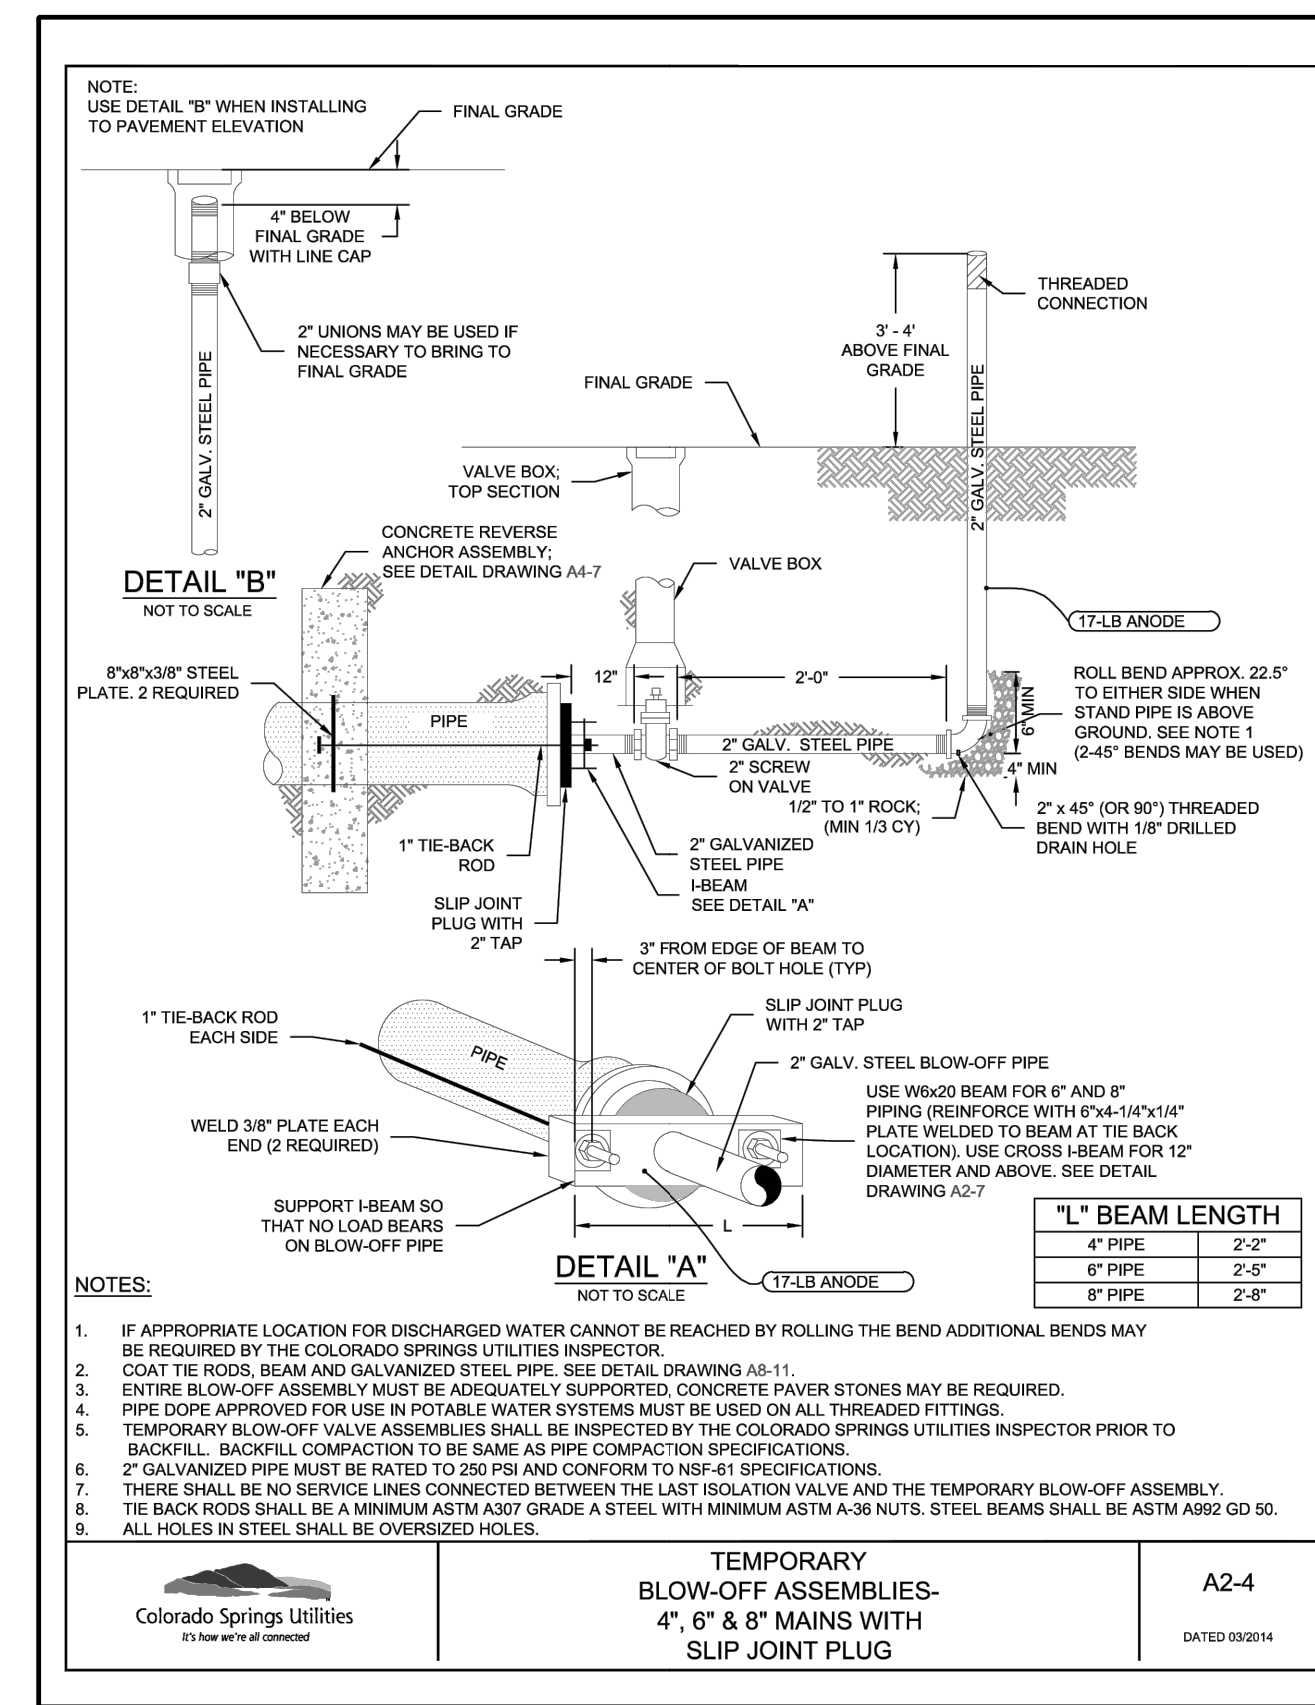 NOTE:
USE DETAIL "B" WHEN INSTALLING
TO PAVEMENT ELEVATION
FINAL GRADE
4" BELOW
FINAL GRADE
WITH LINE CAP
2" UNIONS MAY BE USED IF
NECESSARY TO BRING TO
FINAL GRADE
2" GALV. STEEL PIPE
DETAIL "B"
NOT TO SCALE
THREADED
CONNECTION
3' - 4'
ABOVE FINAL
GRADE
FINAL GRADE
2" GALV. STEEL PIPE
VALVE BOX;
TOP SECTION
CONCRETE REVERSE
ANCHOR ASSEMBLY;
SEE DETAIL DRAWING A4-7
VALVE BOX
17-LB ANODE
8"x8"x3/8" STEEL
PLATE. 2 REQUIRED
12"
2'-0"
6" MIN
4" MIN
ROLL BEND APPROX. 22.5°
TO EITHER SIDE WHEN
STAND PIPE IS ABOVE
GROUND. SEE NOTE 1
(2-45° BENDS MAY BE USED)
PIPE
2" GALV. STEEL PIPE
2" SCREW
ON VALVE
1/2" TO 1" ROCK;
(MIN 1/3 CY)
2" x 45° (OR 90°) THREADED
BEND WITH 1/8" DRILLED
DRAIN HOLE
1" TIE-BACK
ROD
2" GALVANIZED
STEEL PIPE
I-BEAM
SEE DETAIL "A"
SLIP JOINT
PLUG WITH
2" TAP
3" FROM EDGE OF BEAM TO
CENTER OF BOLT HOLE (TYP)
1" TIE-BACK ROD
EACH SIDE
PIPE
SLIP JOINT PLUG
WITH 2" TAP
2" GALV. STEEL BLOW-OFF PIPE
WELD 3/8" PLATE EACH
END (2 REQUIRED)
USE W6x20 BEAM FOR 6" AND 8"
PIPING (REINFORCE WITH 6"x4-1/4"x1/4"
PLATE WELDED TO BEAM AT TIE BACK
LOCATION). USE CROSS I-BEAM FOR 12"
DIAMETER AND ABOVE. SEE DETAIL
DRAWING A2-7
SUPPORT I-BEAM SO
THAT NO LOAD BEARS
ON BLOW-OFF PIPE
L
DETAIL "A"
NOT TO SCALE
17-LB ANODE
"L" BEAM LENGTH
4" PIPE 2'-2"
6" PIPE 2'-5"
8" PIPE 2'-8"
NOTES:
1. IF APPROPRIATE LOCATION FOR DISCHARGED WATER CANNOT BE REACHED BY ROLLING THE BEND ADDITIONAL BENDS MAY
BE REQUIRED BY THE COLORADO SPRINGS UTILITIES INSPECTOR.
2. COAT TIE RODS, BEAM AND GALVANIZED STEEL PIPE. SEE DETAIL DRAWING A8-11.
3. ENTIRE BLOW-OFF ASSEMBLY MUST BE ADEQUATELY SUPPORTED, CONCRETE PAVER STONES MAY BE REQUIRED.
4. PIPE DOPE APPROVED FOR USE IN POTABLE WATER SYSTEMS MUST BE USED ON ALL THREADED FITTINGS.
5. TEMPORARY BLOW-OFF VALVE ASSEMBLIES SHALL BE INSPECTED BY THE COLORADO SPRINGS UTILITIES INSPECTOR PRIOR TO
BACKFILL. BACKFILL COMPACTION TO BE SAME AS PIPE COMPACTION SPECIFICATIONS.
6. 2" GALVANIZED PIPE MUST BE RATED TO 250 PSI AND CONFORM TO NSF-61 SPECIFICATIONS.
7. THERE SHALL BE NO SERVICE LINES CONNECTED BETWEEN THE LAST ISOLATION VALVE AND THE TEMPORARY BLOW-OFF ASSEMBLY.
8. TIE BACK RODS SHALL BE A MINIMUM ASTM A307 GRADE A STEEL WITH MINIMUM ASTM A-36 NUTS. STEEL BEAMS SHALL BE ASTM A992 GD 50.
9. ALL HOLES IN STEEL SHALL BE OVERSIZED HOLES.
Colorado Springs Utilities
It's how we're all connected
TEMPORARY
BLOW-OFF ASSEMBLIES-
4", 6" & 8" MAINS WITH
SLIP JOINT PLUG
A2-4
DATED 03/2014